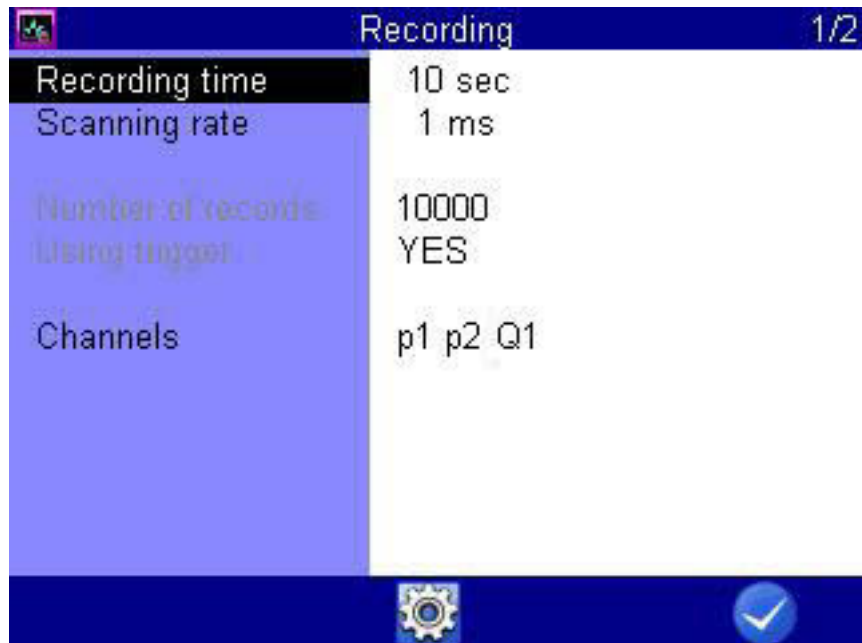 Recording 1/2
Recording time 10 sec
Scanning rate 1 ms
Number of records 10000
Using trigger YES
Channels p1 p2 Q1